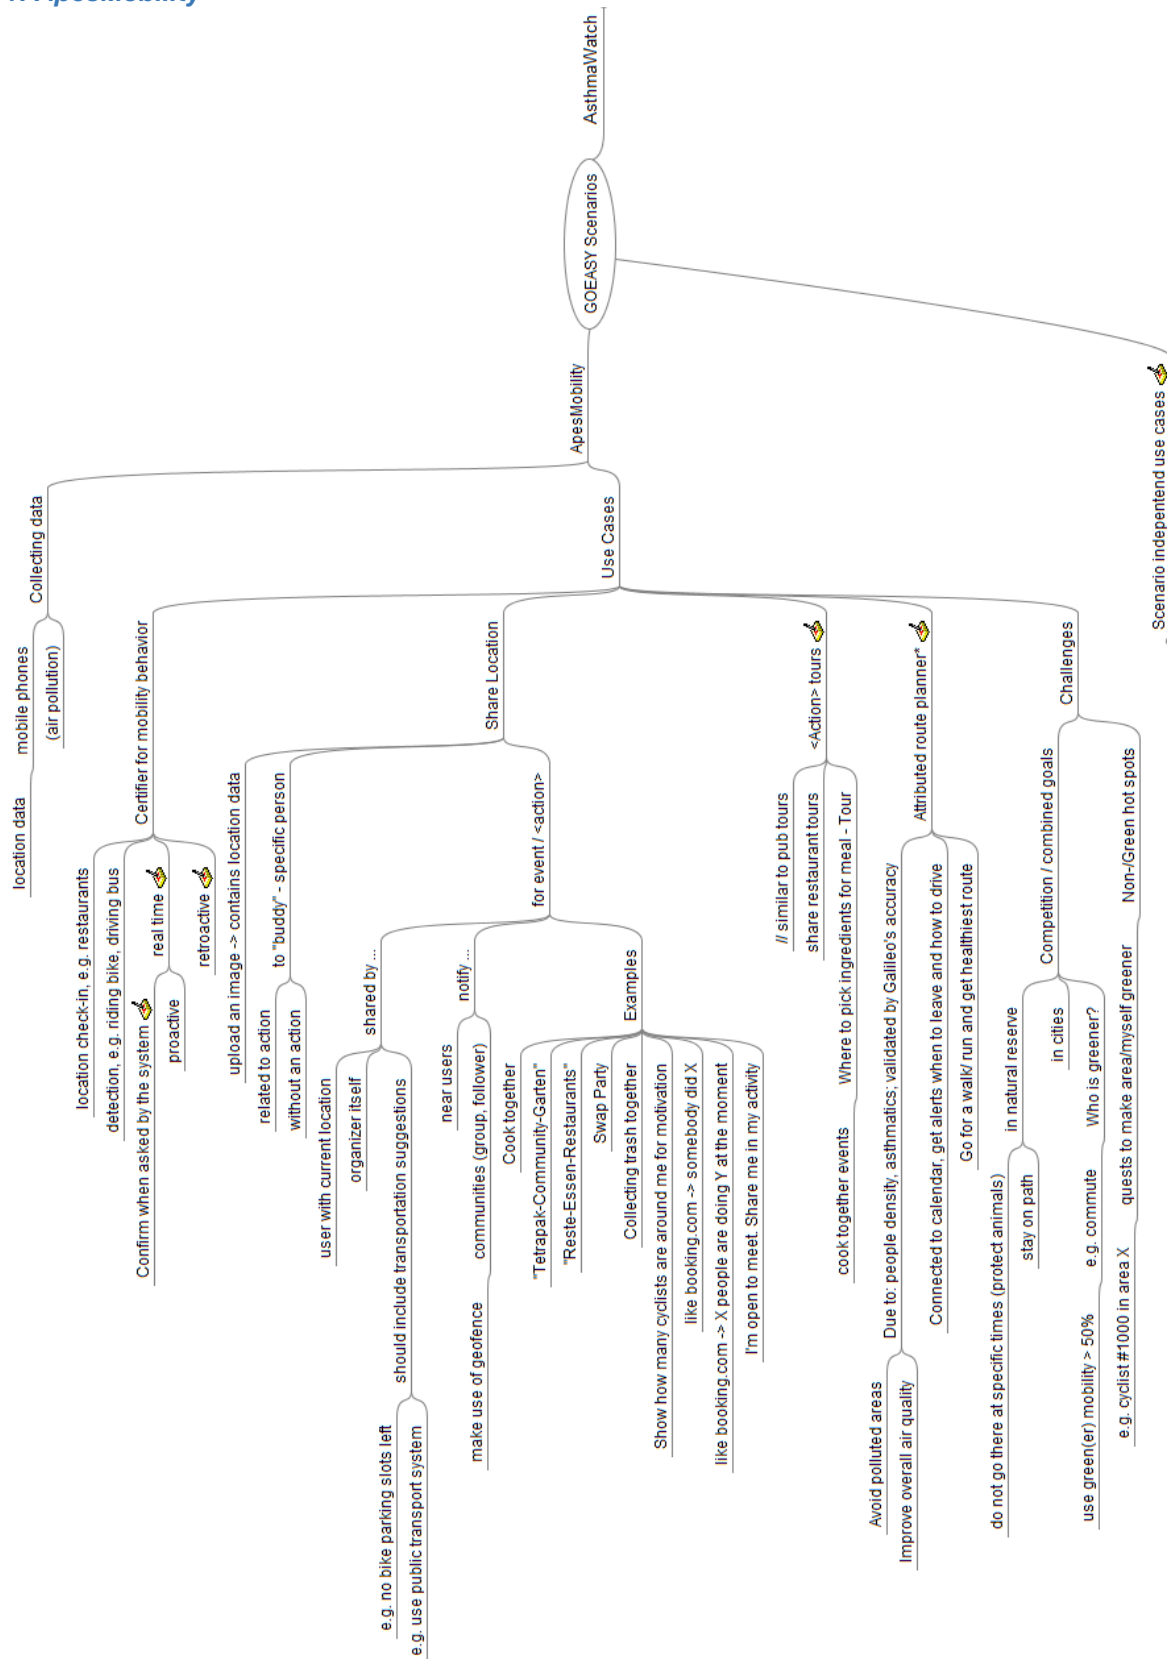 ApesMobility
GOEASY Scenarios
AsthmaWatch
ApesMobility
Collecting data
mobile phones
location data
(air pollution)
Use Cases
Certifier for mobility behavior
location check-in, e.g. restaurants
detection, e.g. riding bike, driving bus
real time
Confirm when asked by the system
proactive
retroactive
Share Location
upload an image -> contains location data
to "buddy" - specific person
related to action
without an action
for event / <action>
shared by ...
user with current location
organizer itself
should include transportation suggestions
e.g. no bike parking slots left
e.g. use public transport system
notify ...
near users
communities (group, follower)
make use of geofence
Examples
Cook together
"Tetrapak-Community-Garten"
"Reste-Essen-Restaurants"
Swap Party
Collecting trash together
Show how many cyclists are around me for motivation
like booking.com -> somebody did X
like booking.com -> X people are doing Y at the moment
I'm open to meet. Share me in my activity
<Action> tours
// similar to pub tours
share restaurant tours
Where to pick ingredients for meal - Tour
cook together events
Attributed route planner*
Due to: people density, asthmatics; validated by Galileo's accuracy
Avoid polluted areas
Improve overall air quality
Connected to calendar, get alerts when to leave and how to drive
Go for a walk/ run and get healthiest route
Challenges
Competition / combined goals
in natural reserve
do not go there at specific times (protect animals)
stay on path
in cities
Who is greener?
e.g. commute
use green(er) mobility > 50%
Non-/Green hot spots
quests to make area/myself greener
e.g. cyclist #1000 in area X
Scenario indepentend use cases